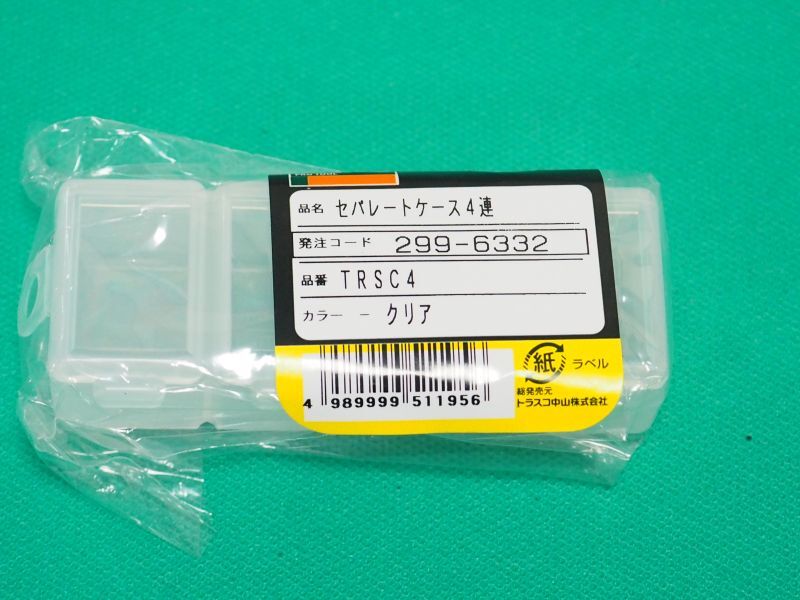 品名 セパレートケース4連
発注コード 299-6332
品番 TRSC4
カラー － クリア
紙 ラベル
4 989999 511956
総発売元
トラスコ中山株式会社